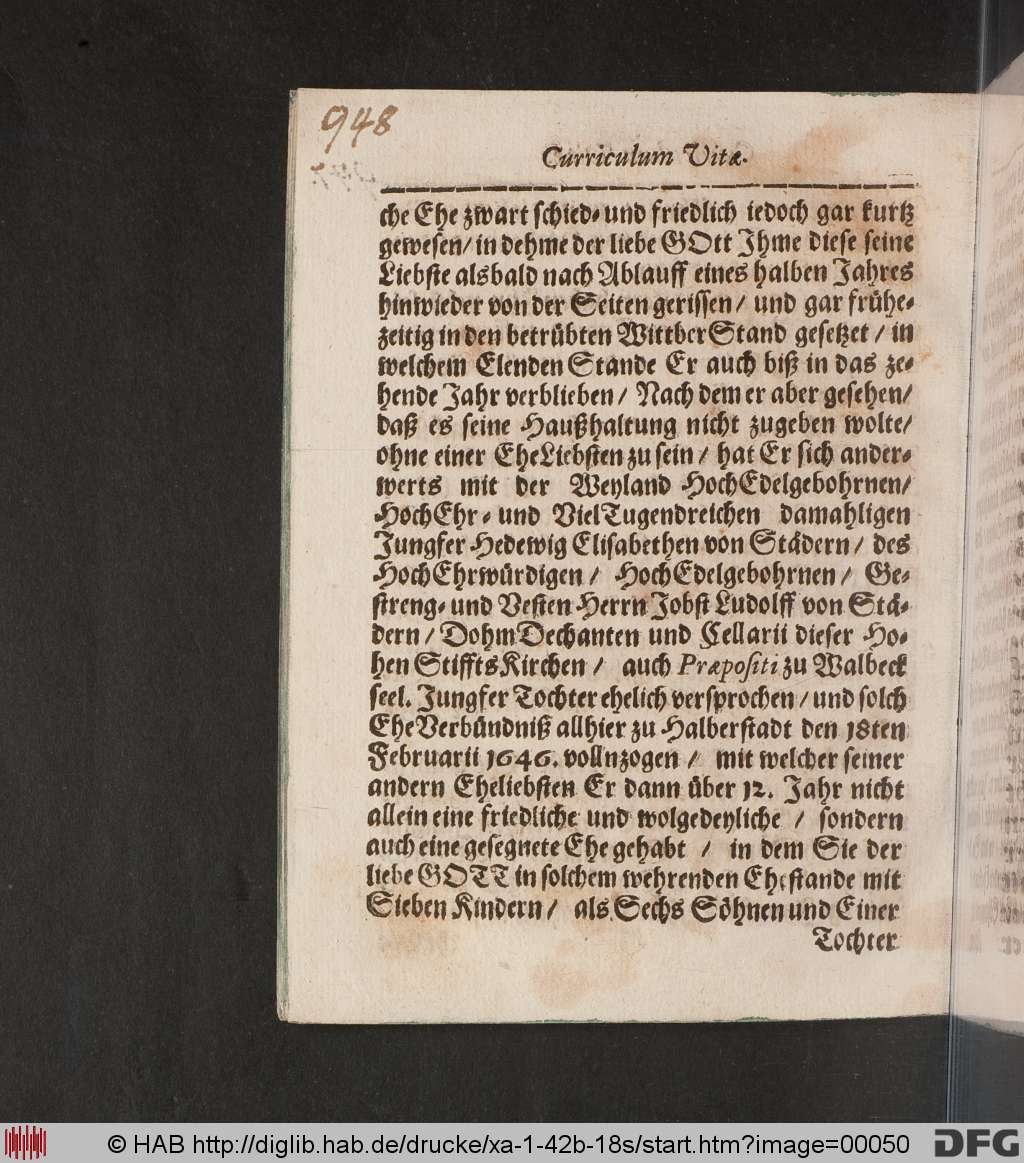 948
Curriculum Vitæ.
che Ehe zwart schied- und friedlich iedoch gar kurtz
gewesen/ in dehme der liebe GOtt Ihme diese seine
Liebste alsbald nach Ablauff eines halben Jahres
hinwieder von der Seiten gerissen/ und gar frühe-
zeitig in den betrübten WittberStand gesetzet/ in
welchem Elenden Stande Er auch biß in das ze-
hende Jahr verblieben/ Nach dem er aber gesehen/
daß es seine Haußhaltung nicht zugeben wolte/
ohne einer EheLiebsten zu sein/ hat Er sich ander-
werts mit der Weyland HochEdelgebohrnen/
HochEhr- und VielTugendreichen damahligen
Jungfer Hedewig Elisabethen von Städern/ des
HochEhrwürdigen/ HochEdelgebohrnen/ Ge-
streng- und Vesten Herrn Jobst Ludolff von Stä-
dern/ DohmDechanten und Cellarii dieser Ho-
hen StifftsKirchen/ auch Præpositi zu Walbeck
seel. Jungfer Tochter ehelich versprochen/ und solch
EheVerbündniß allhier zu Halberstadt den 18ten
Februarii 1646. vollnzogen/ mit welcher seiner
andern Eheliebsten Er dann über 12. Jahr nicht
allein eine friedliche und wolgedeyliche/ sondern
auch eine gesegnete Ehe gehabt/ in dem Sie der
liebe GOTT in solchem wehrenden Ehestande mit
Sieben Kindern/ als Sechs Söhnen und Einer
Tochter
© HAB http://diglib.hab.de/drucke/xa-1-42b-18s/start.htm?image=00050
DFG